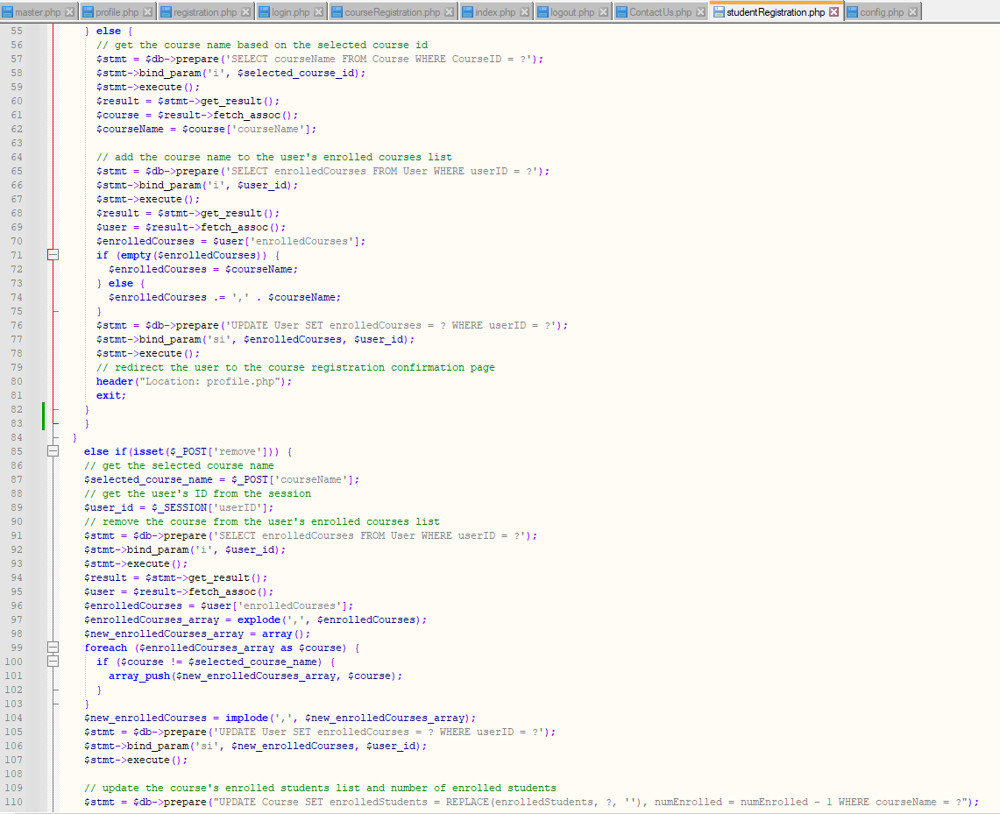 master.php profile.php registration.php login.php courseRegistration.php index.php logout.php ContactUs.php studentRegistration.php config.php
55 } else {
56 // get the course name based on the selected course id
57 $stmt = $db->prepare('SELECT courseName FROM Course WHERE CourseID = ?');
58 $stmt->bind_param('i', $selected_course_id);
59 $stmt->execute();
60 $result = $stmt->get_result();
61 $course = $result->fetch_assoc();
62 $courseName = $course['courseName'];
63
64 // add the course name to the user's enrolled courses list
65 $stmt = $db->prepare('SELECT enrolledCourses FROM User WHERE userID = ?');
66 $stmt->bind_param('i', $user_id);
67 $stmt->execute();
68 $result = $stmt->get_result();
69 $user = $result->fetch_assoc();
70 $enrolledCourses = $user['enrolledCourses'];
71 if (empty($enrolledCourses)) {
72 $enrolledCourses = $courseName;
73 } else {
74 $enrolledCourses .= ',' . $courseName;
75 }
76 $stmt = $db->prepare('UPDATE User SET enrolledCourses = ? WHERE userID = ?');
77 $stmt->bind_param('si', $enrolledCourses, $user_id);
78 $stmt->execute();
79 // redirect the user to the course registration confirmation page
80 header("Location: profile.php");
81 exit;
82 }
83 }
84 }
85 else if(isset($_POST['remove'])) {
86 // get the selected course name
87 $selected_course_name = $_POST['courseName'];
88 // get the user's ID from the session
89 $user_id = $_SESSION['userID'];
90 // remove the course from the user's enrolled courses list
91 $stmt = $db->prepare('SELECT enrolledCourses FROM User WHERE userID = ?');
92 $stmt->bind_param('i', $user_id);
93 $stmt->execute();
94 $result = $stmt->get_result();
95 $user = $result->fetch_assoc();
96 $enrolledCourses = $user['enrolledCourses'];
97 $enrolledCourses_array = explode(',', $enrolledCourses);
98 $new_enrolledCourses_array = array();
99 foreach ($enrolledCourses_array as $course) {
100 if ($course != $selected_course_name) {
101 array_push($new_enrolledCourses_array, $course);
102 }
103 }
104 $new_enrolledCourses = implode(',', $new_enrolledCourses_array);
105 $stmt = $db->prepare('UPDATE User SET enrolledCourses = ? WHERE userID = ?');
106 $stmt->bind_param('si', $new_enrolledCourses, $user_id);
107 $stmt->execute();
108
109 // update the course's enrolled students list and number of enrolled students
110 $stmt = $db->prepare("UPDATE Course SET enrolledStudents = REPLACE(enrolledStudents, ?, ''), numEnrolled = numEnrolled - 1 WHERE courseName = ?");